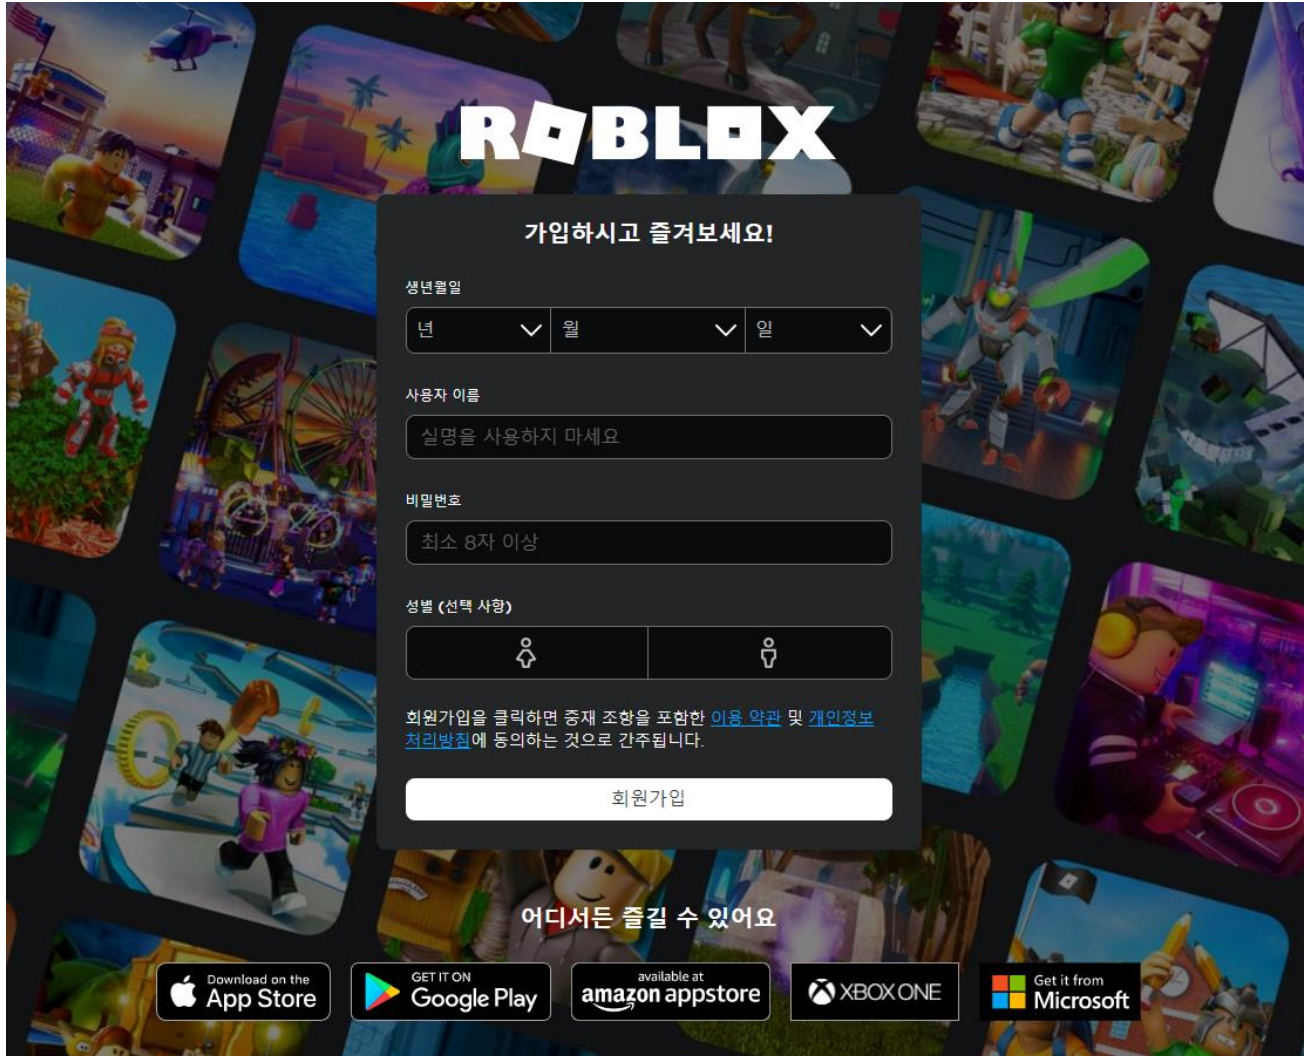 ROBLOX
가입하시고 즐겨보세요!
생년월일
년 월 일
사용자 이름
실명을 사용하지 마세요
비밀번호
최소 8자 이상
성별 (선택 사항)
회원가입을 클릭하면 중재 조항을 포함한 이용 약관 및 개인정보
처리방침에 동의하는 것으로 간주됩니다.
회원가입
어디서든 즐길 수 있어요
Download on the
App Store
GET IT ON
Google Play
available at
amazon appstore
XBOX ONE
Get it from
Microsoft